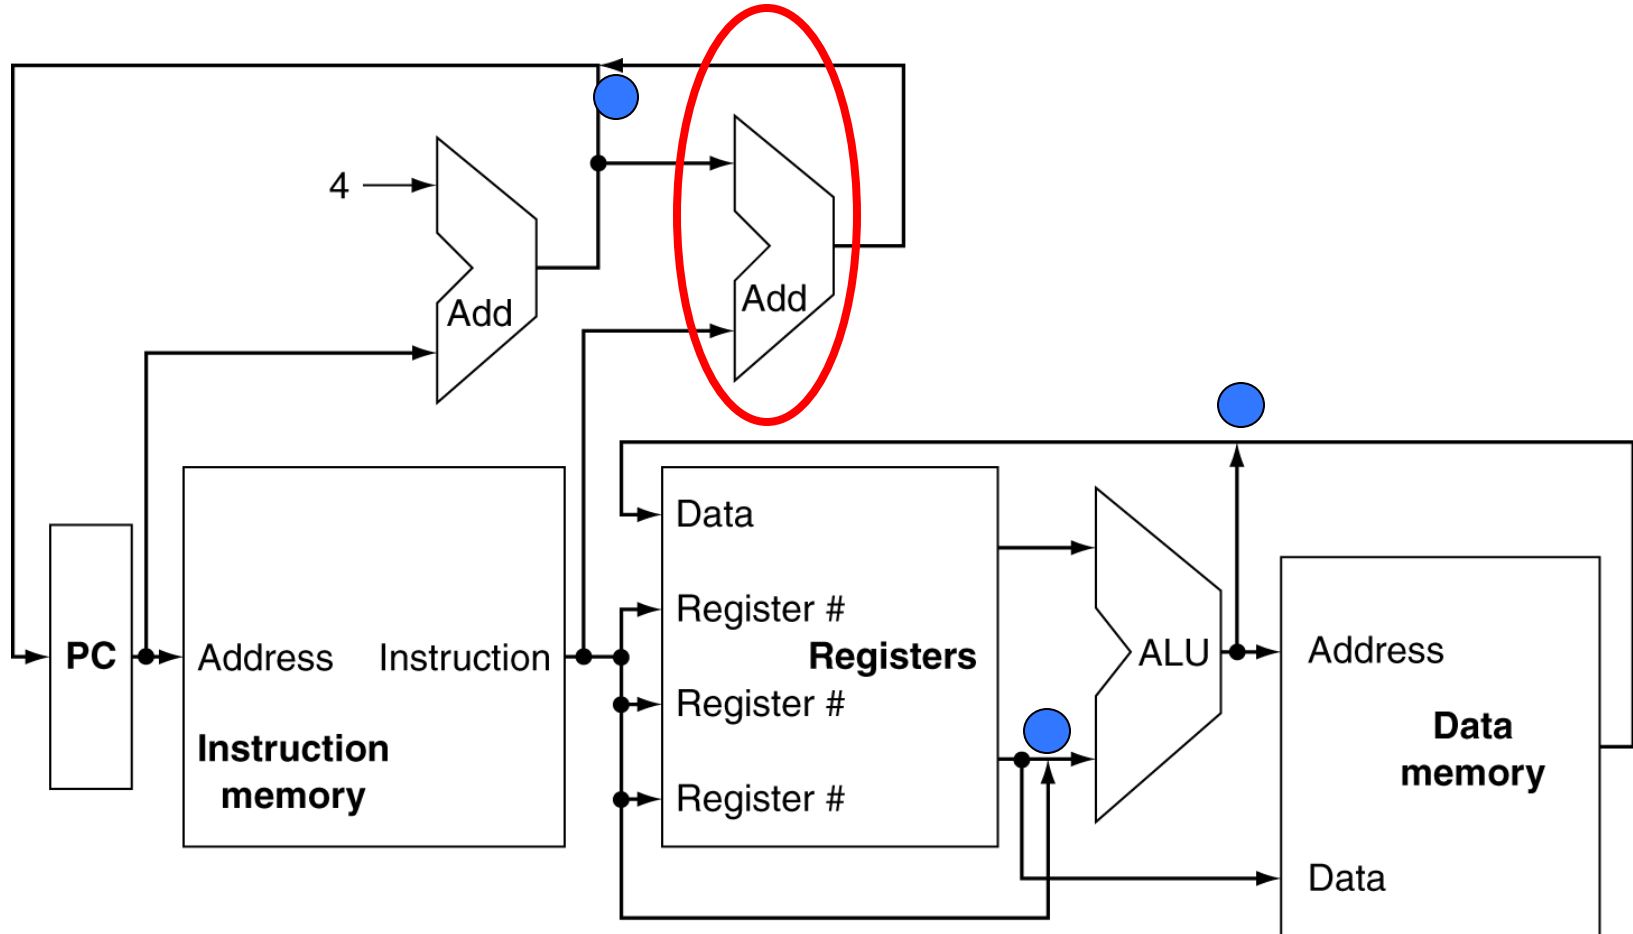 4
Add
Add
PC
Address
Instruction
Instruction
memory
Data
Register #
Registers
Register #
Register #
ALU
Address
Data
memory
Data